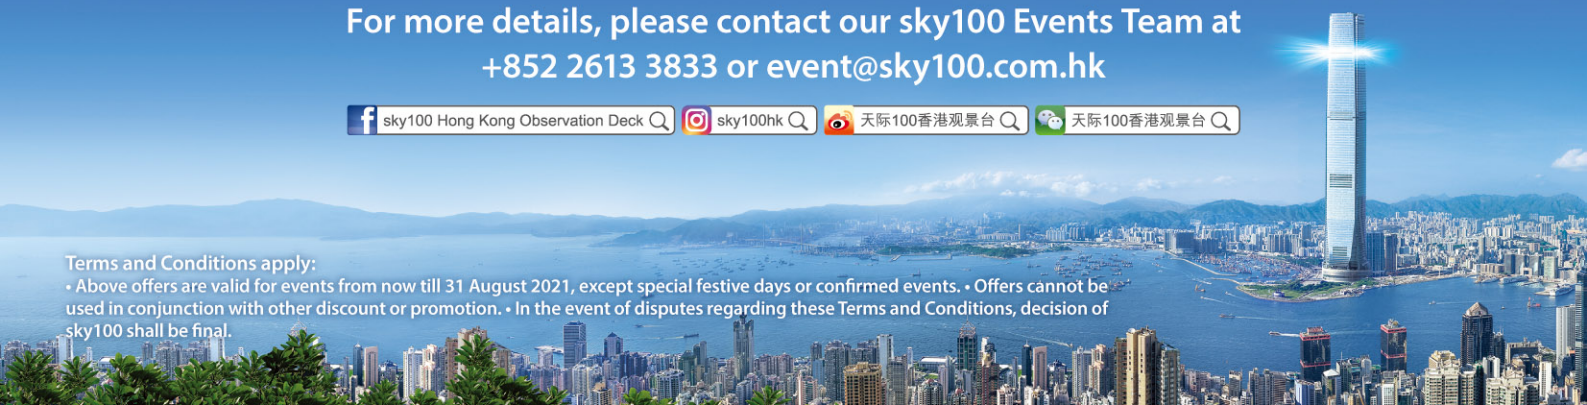 For more details, please contact our sky100 Events Team at
+852 2613 3833 or event@sky100.com.hk
sky100 Hong Kong Observation Deck
sky100hk
天际100香港观景台
天际100香港观景台
Terms and Conditions apply:
• Above offers are valid for events from now till 31 August 2021, except special festive days or confirmed events. • Offers cannot be
used in conjunction with other discount or promotion. • In the event of disputes regarding these Terms and Conditions, decision of
sky100 shall be final.